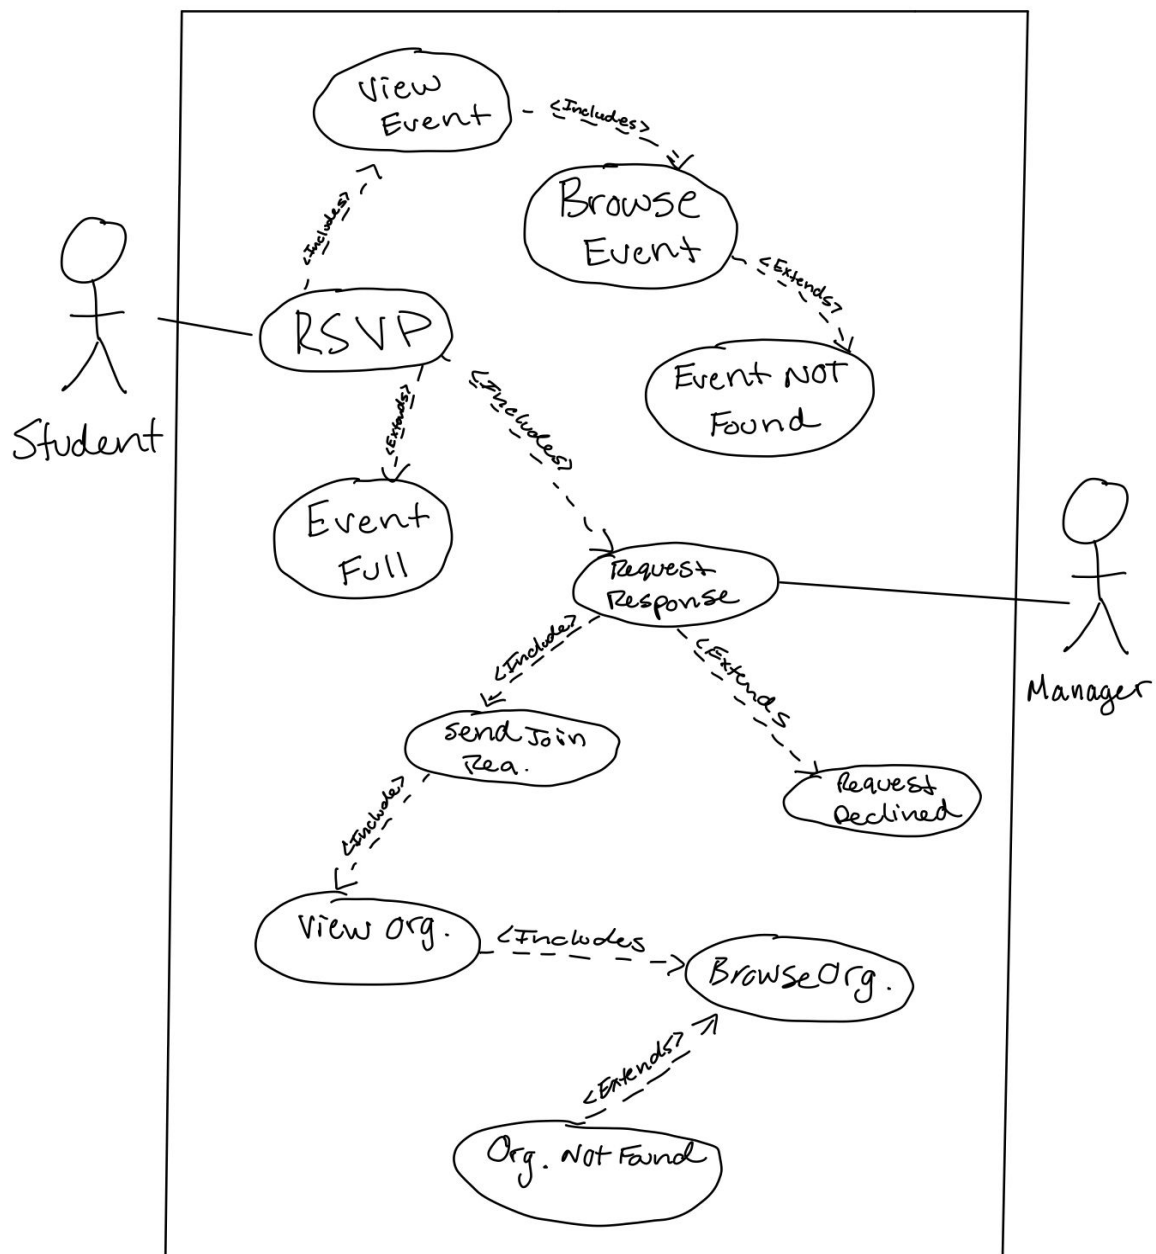 View
Event
<Includes>
Browse
Event
<Includes>
<Extends>
RSVP
Student
Event NOT
Found
<Extends>
<Includes>
Event
Full
Request
Response
Manager
<Include>
<Extends
Send Join
Req.
Request
Declined
<Include>
View Org.
<Includes
Browse Org.
<Extends>
Org. Not Found